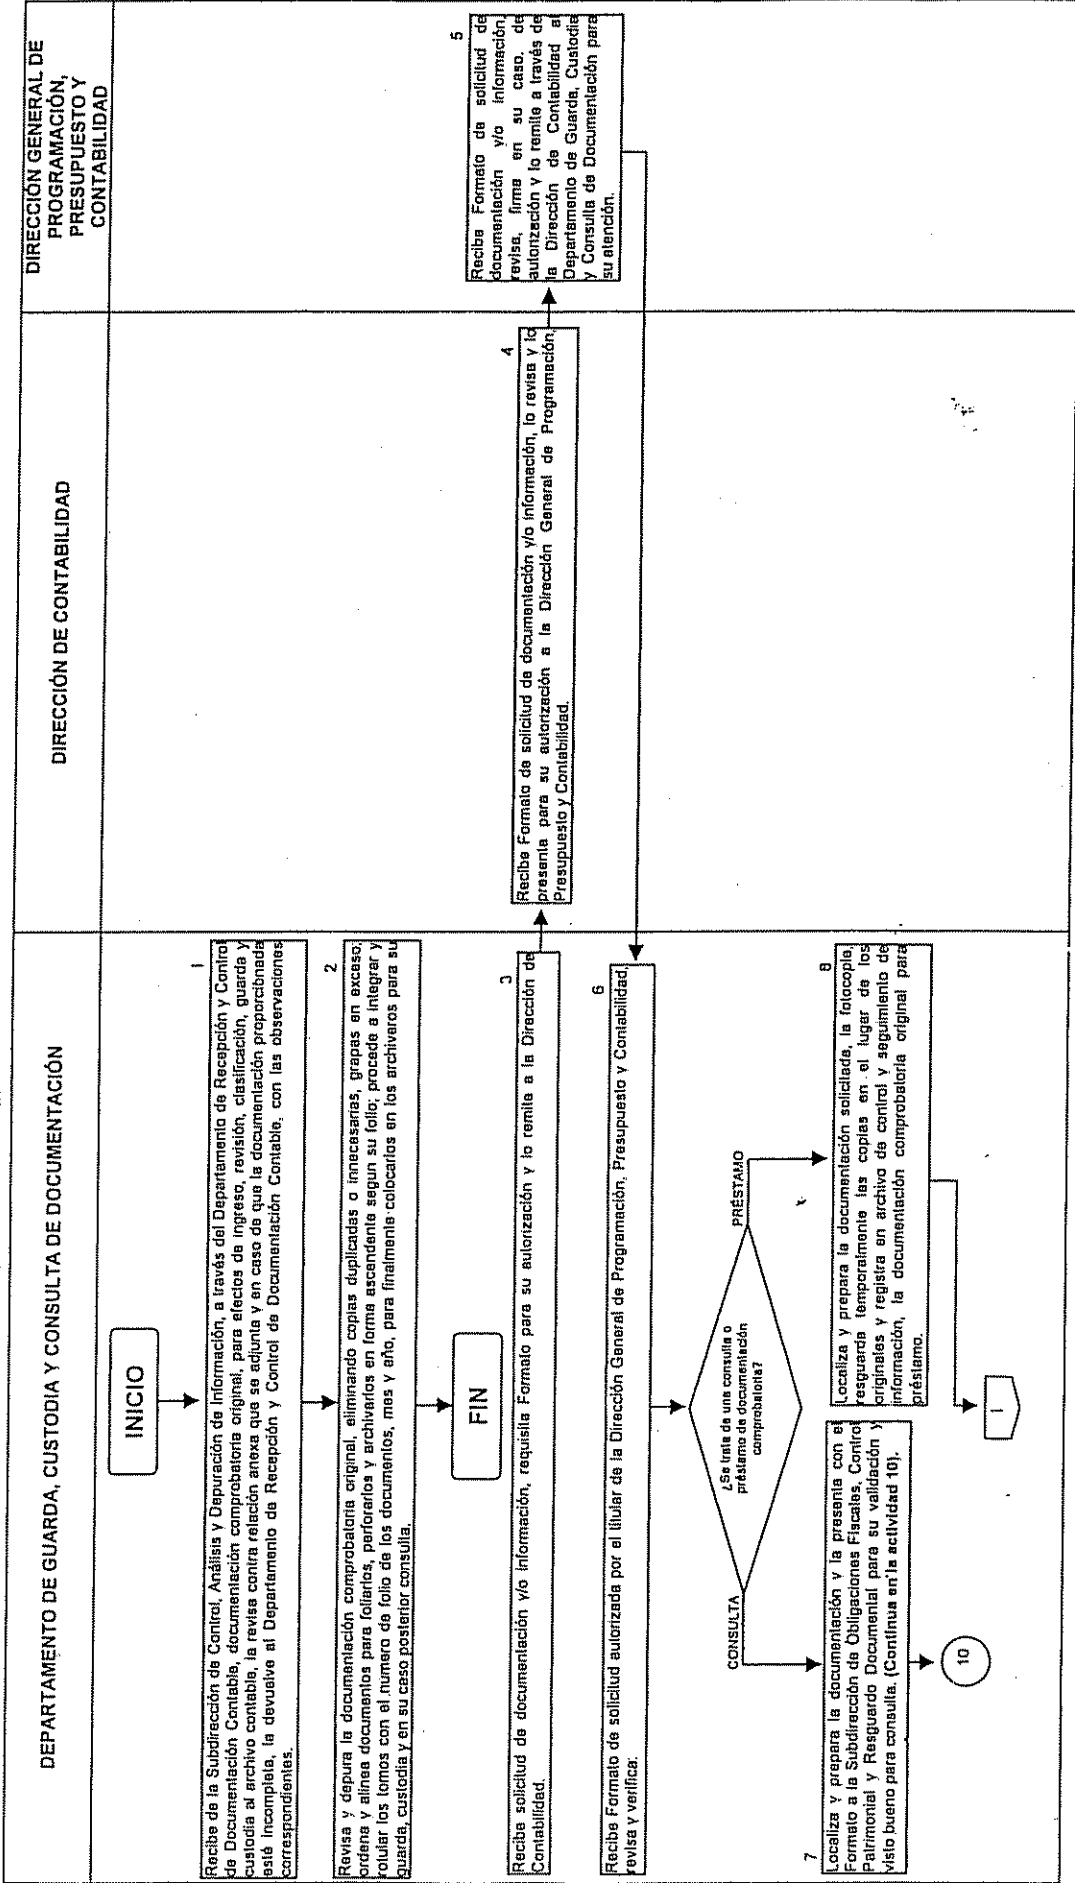 DEPARTAMENTO DE GUARDA, CUSTODIA Y CONSULTA DE DOCUMENTACIÓN
DIRECCIÓN DE CONTABILIDAD
DIRECCIÓN GENERAL DE
PROGRAMACIÓN,
PRESUPUESTO Y
CONTABILIDAD
INICIO
1
Recibe de la Subdirección de Control, Análisis y Depuración de Información, a través del Departamento de Recepción y Control
de Documentación Contable, documentación comprobatoria original, para efectos de ingreso, revisión, clasificación, guarda y
custodia al archivo contable, la revisa contra relación anexa que se adjunta y en caso de que la documentación proporcionada
esté incompleta, la devuelve al Departamento de Recepción y Control de Documentación Contable, con las observaciones
correspondientes.
2
Revisa y depura la documentación comprobatoria original, eliminando copias duplicadas o innecesarias, grapas en exceso;
ordena y alinea documentos para foliarlos, perforarlos y archivarlos en forma ascendente segun su folio; procede a integrar y
rotular los tomos con el numero de folio de los documentos, mes y año, para finalmente colocarlos en los archiveros para su
guarda, custodia y en su caso posterior consulta.
FIN
3
Recibe solicitud de documentación y/o información, requisita Formato para su autorización y lo remite a la Dirección de
Contabilidad.
4
Recibe Formato de solicitud de documentación y/o información, lo revisa y lo
presenta para su autorización a la Dirección General de Programación,
Presupuesto y Contabilidad.
5
Recibe Formato de solicitud de
documentación y/o información,
revisa, firma en su caso, de
autorización y lo remite a través de
la Dirección de Contabilidad al
Departamento de Guarda, Custodia
y Consulta de Documentación para
su atención.
6
Recibe Formato de solicitud autorizada por el titular de la Dirección General de Programación, Presupuesto y Contabilidad,
revisa y verifica:
¿Se trata de una consulta o
préstamo de documentación
comprobatoria?
CONSULTA
PRÉSTAMO
7
Localiza y prepara la documentación y la presenta con el
Formato a la Subdirección de Obligaciones Fiscales, Control
Patrimonial y Resguardo Documental para su validación y
visto bueno para consulta. (Continua en la actividad 10).
10
8
Localiza y prepara la documentación solicitada, la fotocopia,
resguarda temporalmente las copias en el lugar de los
originales y registra en archivo de control y seguimiento de
información, la documentación comprobatoria original para
préstamo.
1